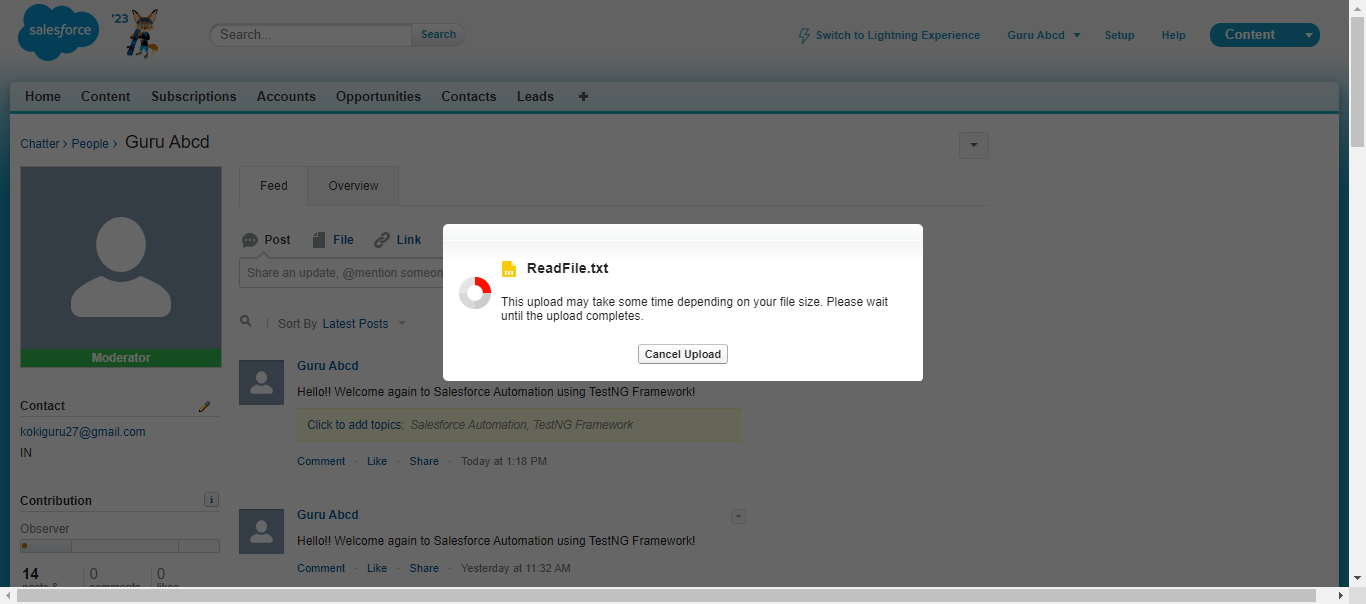 salesforce
'23
Search...
Search
Switch to Lightning Experience
Guru Abcd
Setup
Help
Content
Home Content Subscriptions Accounts Opportunities Contacts Leads +
Chatter › People › Guru Abcd
Feed
Overview
Post File Link
Share an update, @mention someon
Sort By Latest Posts
ReadFile.txt
This upload may take some time depending on your file size. Please wait
until the upload completes.
Cancel Upload
Moderator
Guru Abcd
Hello!! Welcome again to Salesforce Automation using TestNG Framework!
Click to add topics: Salesforce Automation, TestNG Framework
Comment · Like · Share · Today at 1:18 PM
Contact
kokiguru27@gmail.com
IN
Contribution
i
Observer
14
posts &
0
comments
0
likes
Guru Abcd
Hello!! Welcome again to Salesforce Automation using TestNG Framework!
Comment · Like · Share · Yesterday at 11:32 AM